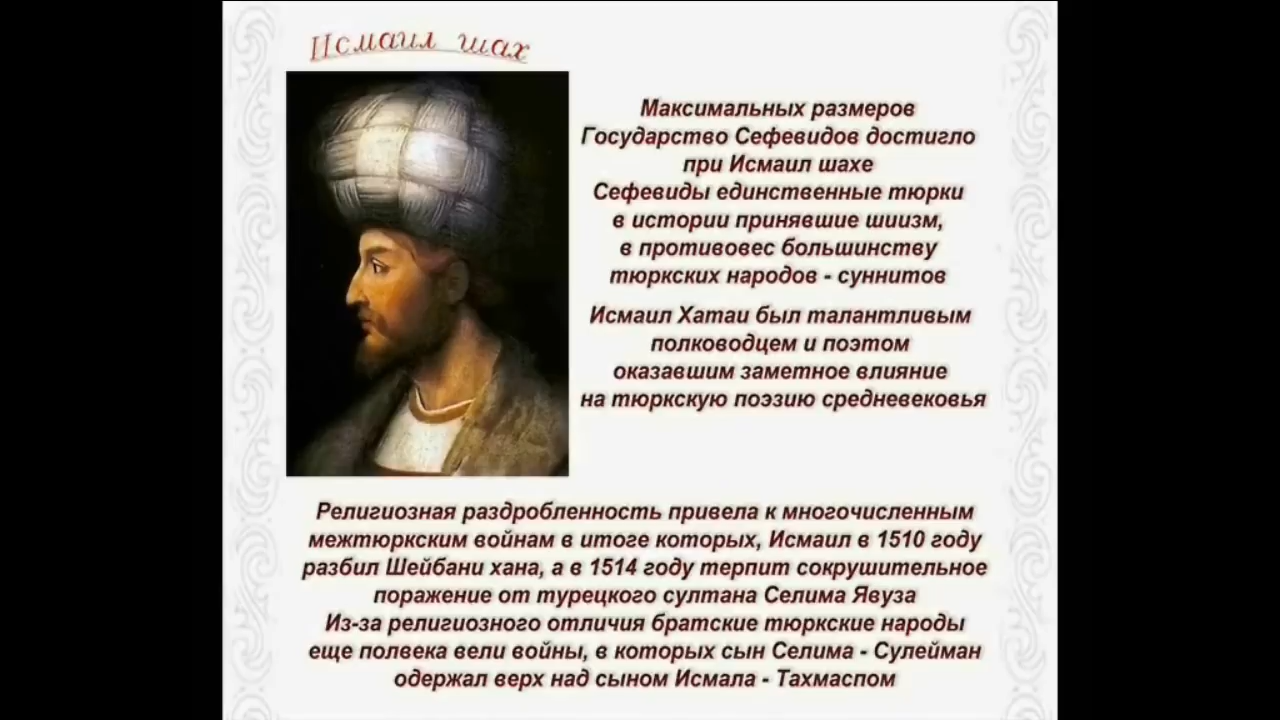 Исмаил шах
Максимальных размеров
Государство Сефевидов достигло
при Исмаил шахе
Сефевиды единственные тюрки
в истории принявшие шиизм,
в противовес большинству
тюркских народов - суннитов
Исмаил Хатаи был талантливым
полководцем и поэтом
оказавшим заметное влияние
на тюркскую поэзию средневековья
Религиозная раздробленность привела к многочисленным
межтюркским войнам в итоге которых, Исмаил в 1510 году
разбил Шейбани хана, а в 1514 году терпит сокрушительное
поражение от турецкого султана Селима Явуза
Из-за религиозного отличия братские тюркские народы
еще полвека вели войны, в которых сын Селима - Сулейман
одержал верх над сыном Исмала - Тахмаспом